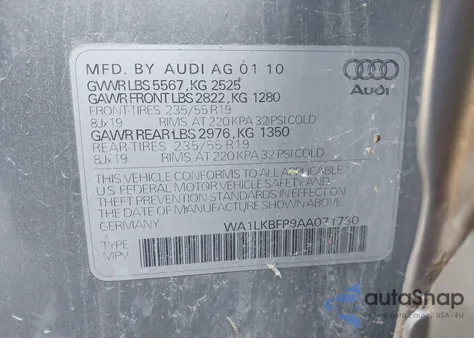 MFD. BY AUDI AG 01 10
GVWR LBS 5567, KG 2525
GAWR FRONT LBS 2822, KG 1280
FRONT-TIRES 235/55 R19
8Jx19 RIMS, AT 220 KPA 32 PSI COLD
GAWR REAR LBS 2976, KG 1350
REAR-TIRES 235/55 R19
8Jx19 RIMS, AT 220 KPA 32 PSI COLD
THIS VEHICLE CONFORMS TO ALL APPLICABLE
U.S. FEDERAL MOTOR VEHICLE SAFETY AND
THEFT PREVENTION STANDARDS IN EFFECT ON
THE DATE OF MANUFACTURE SHOWN ABOVE
GERMANY WA1LKBFP9AA071730
TYPE
MPV
Audi
autoSnap